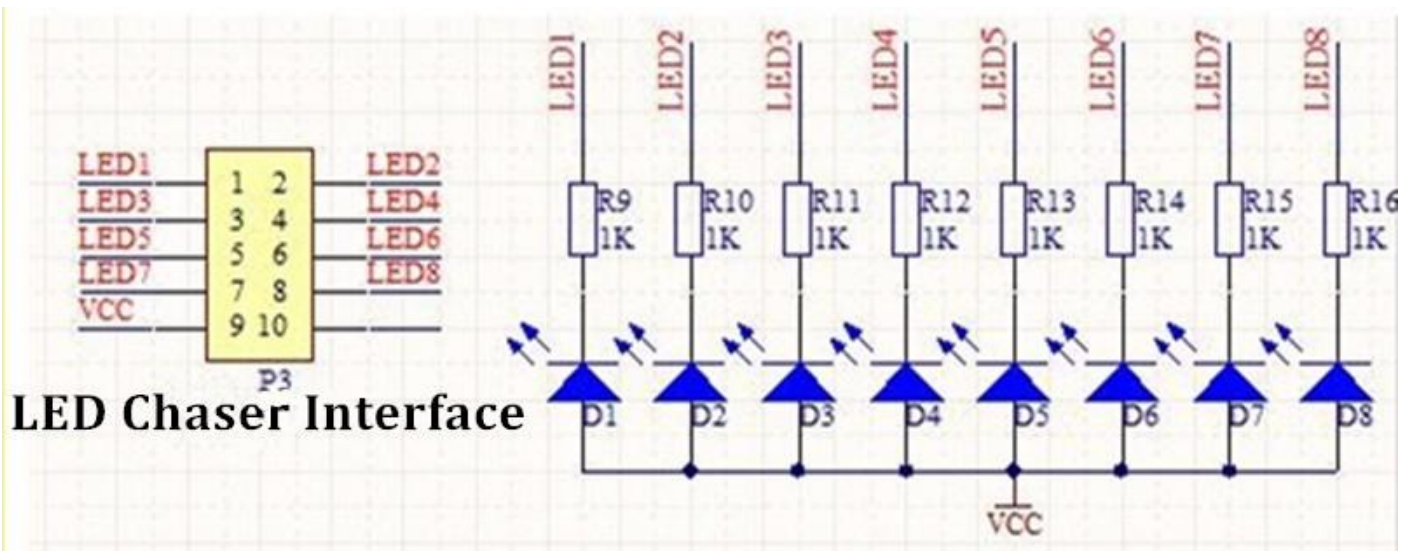 LED1 LED2 LED3 LED4 LED5 LED6 LED7 LED8
LED1 1 2 LED2
LED3 3 4 LED4
LED5 5 6 LED6
LED7 7 8 LED8
VCC 9 10
P3
LED Chaser Interface
R9 R10 R11 R12 R13 R14 R15 R16
1K 1K 1K 1K 1K 1K 1K 1K
D1 D2 D3 D4 D5 D6 D7 D8
VCC